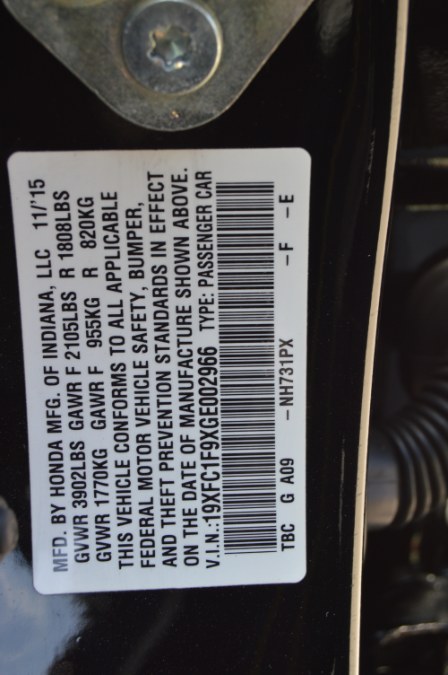 MFD. BY HONDA MFG. OF INDIANA, LLC 11/'15
GVWR 3902LBS GAWR F 2105LBS R 1808LBS
GVWR 1770KG GAWR F 955KG R 820KG
THIS VEHICLE CONFORMS TO ALL APPLICABLE
FEDERAL MOTOR VEHICLE SAFETY, BUMPER,
AND THEFT PREVENTION STANDARDS IN EFFECT
ON THE DATE OF MANUFACTURE SHOWN ABOVE.
V.I.N.:19XFC1F9XGE002966 TYPE: PASSENGER CAR
TBC G A09 –NH731PX –F –E